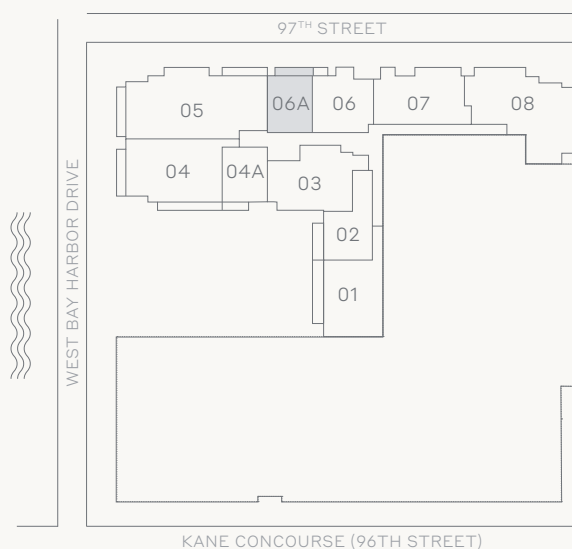 97TH STREET
05
06A
06
07
08
04
04A
03
02
01
WEST BAY HARBOR DRIVE
KANE CONCOURSE (96TH STREET)